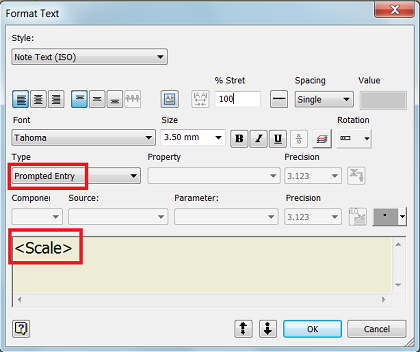 Format Text
Style:
Note Text (ISO)
% Stret Spacing Value
100 Single
Font Size Rotation
Tahoma 3.50 mm B I U
Type Property Precision
Prompted Entry 3.123
Componer Source: Parameter: Precision
3.123
<Scale>
OK Cancel